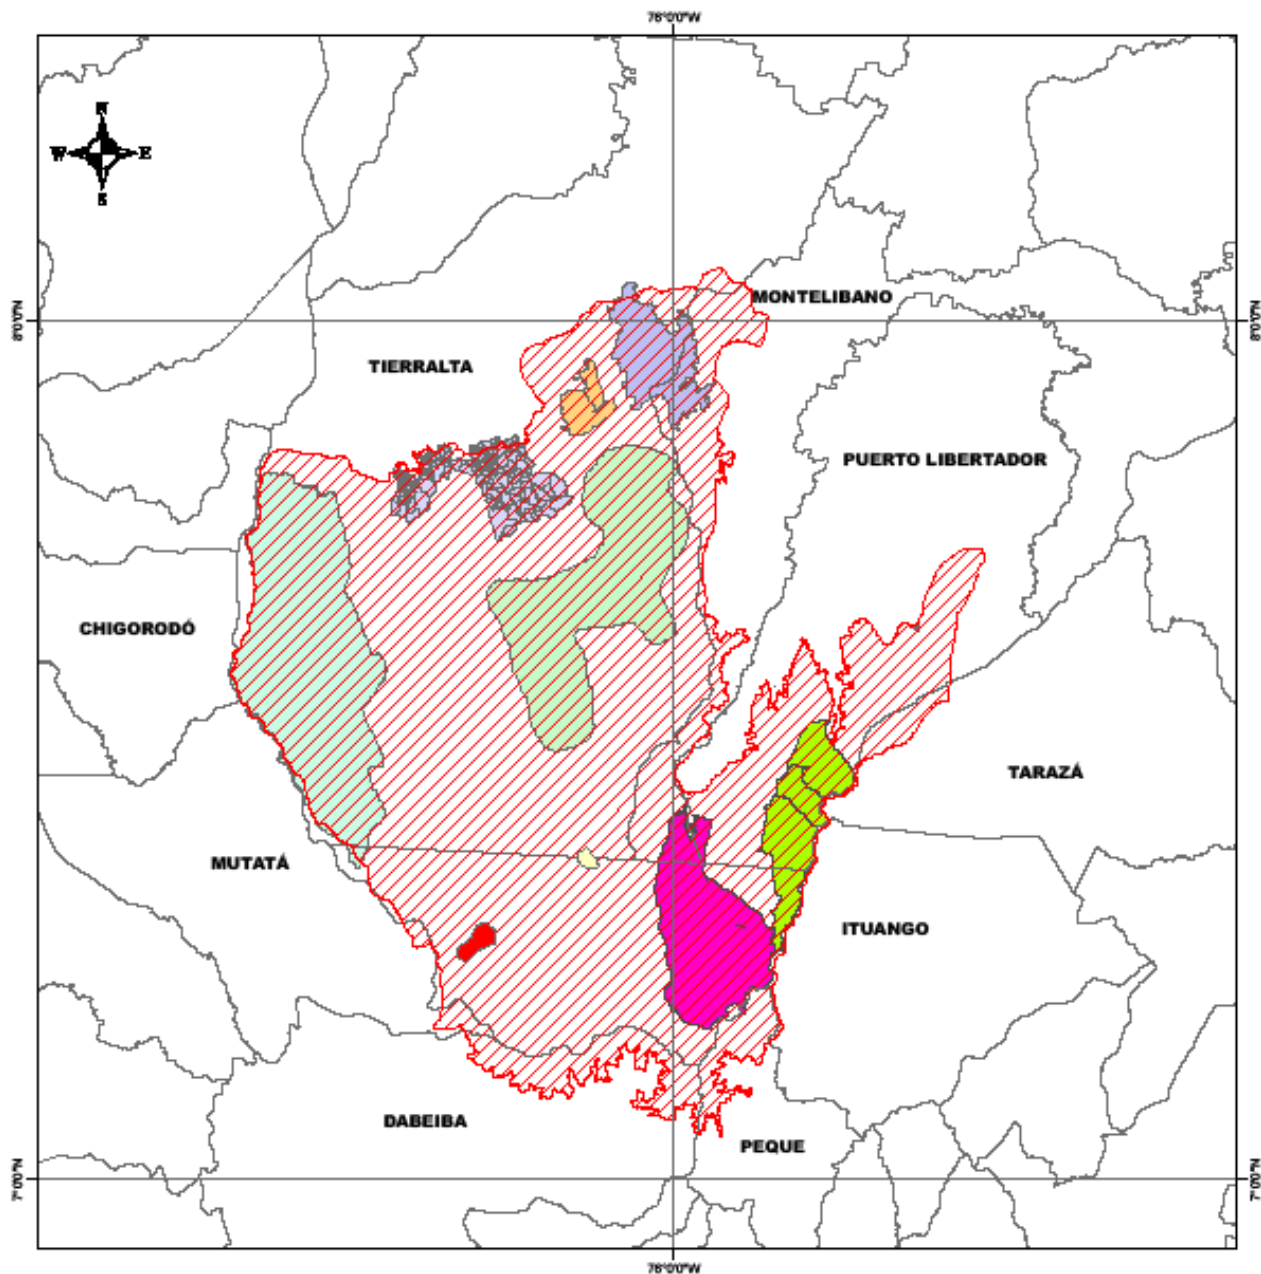 76°0'0"W
N
W E
S
MONTELIBANO
8°0'0"N
8°0'0"N
TIERRALTA
PUERTO LIBERTADOR
CHIGORODÓ
TARAZÁ
MUTATÁ
ITUANGO
DABEIBA
PEQUE
7°0'0"N
7°0'0"N
76°0'0"W